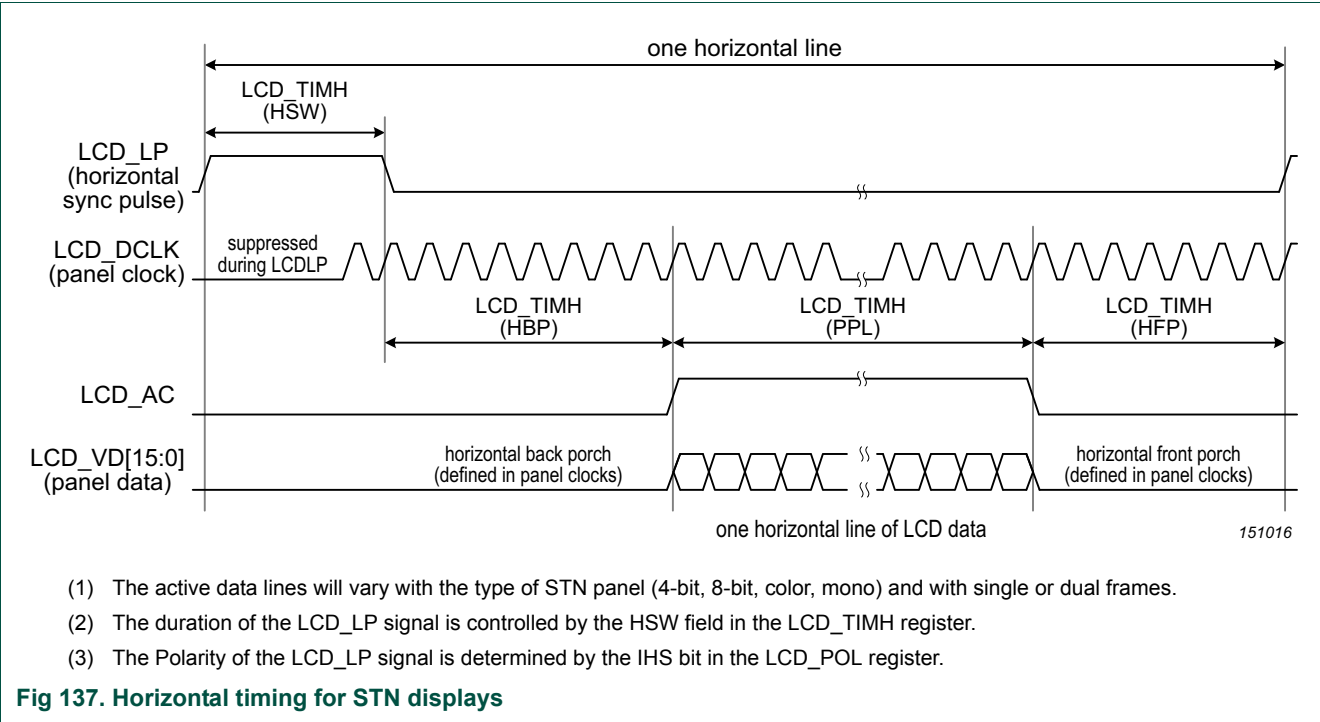 one horizontal line
LCD_TIMH
(HSW)
LCD_LP
(horizontal
sync pulse)
LCD_DCLK
(panel clock)
suppressed
during LCDLP
LCD_TIMH
(HBP)
LCD_TIMH
(PPL)
LCD_TIMH
(HFP)
LCD_AC
LCD_VD[15:0]
(panel data)
horizontal back porch
(defined in panel clocks)
horizontal front porch
(defined in panel clocks)
one horizontal line of LCD data
151016
(1) The active data lines will vary with the type of STN panel (4-bit, 8-bit, color, mono) and with single or dual frames.
(2) The duration of the LCD_LP signal is controlled by the HSW field in the LCD_TIMH register.
(3) The Polarity of the LCD_LP signal is determined by the IHS bit in the LCD_POL register.
Fig 137. Horizontal timing for STN displays